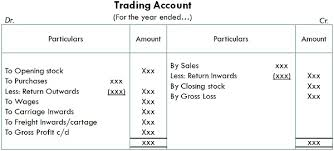 Trading Account
(For the year ended...)
Dr. Cr.
Particulars Amount Particulars Amount
To Opening stock xxx By Sales xxx
To Purchases xxx Less: Return Inwards (xxx) xxx
Less: Return Outwards (xxx) xxx By Closing stock xxx
To Wages xxx By Gross Loss xxx
To Carriage Inwards xxx
To Freight Inwards/cartage xxx
To Gross Profit c/d xxx
xxx xxx